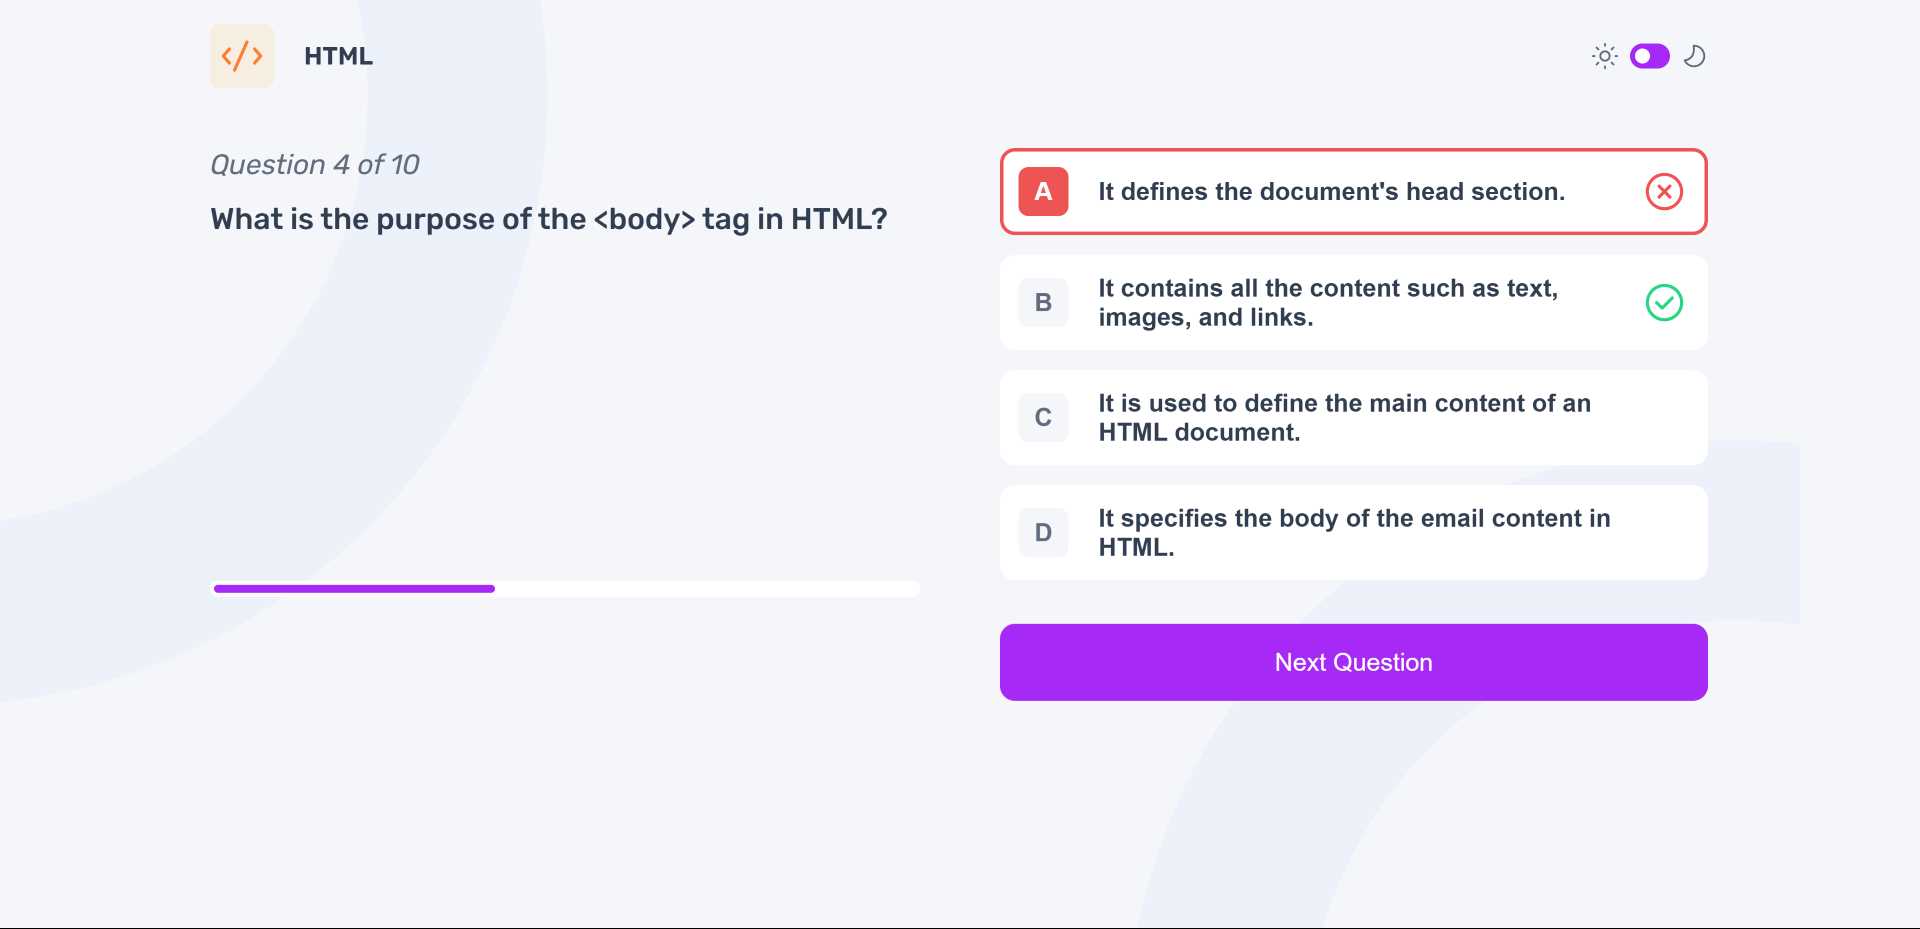 HTML
Question 4 of 10
What is the purpose of the <body> tag in HTML?
A
It defines the document's head section.
B
It contains all the content such as text,
images, and links.
C
It is used to define the main content of an
HTML document.
D
It specifies the body of the email content in
HTML.
Next Question